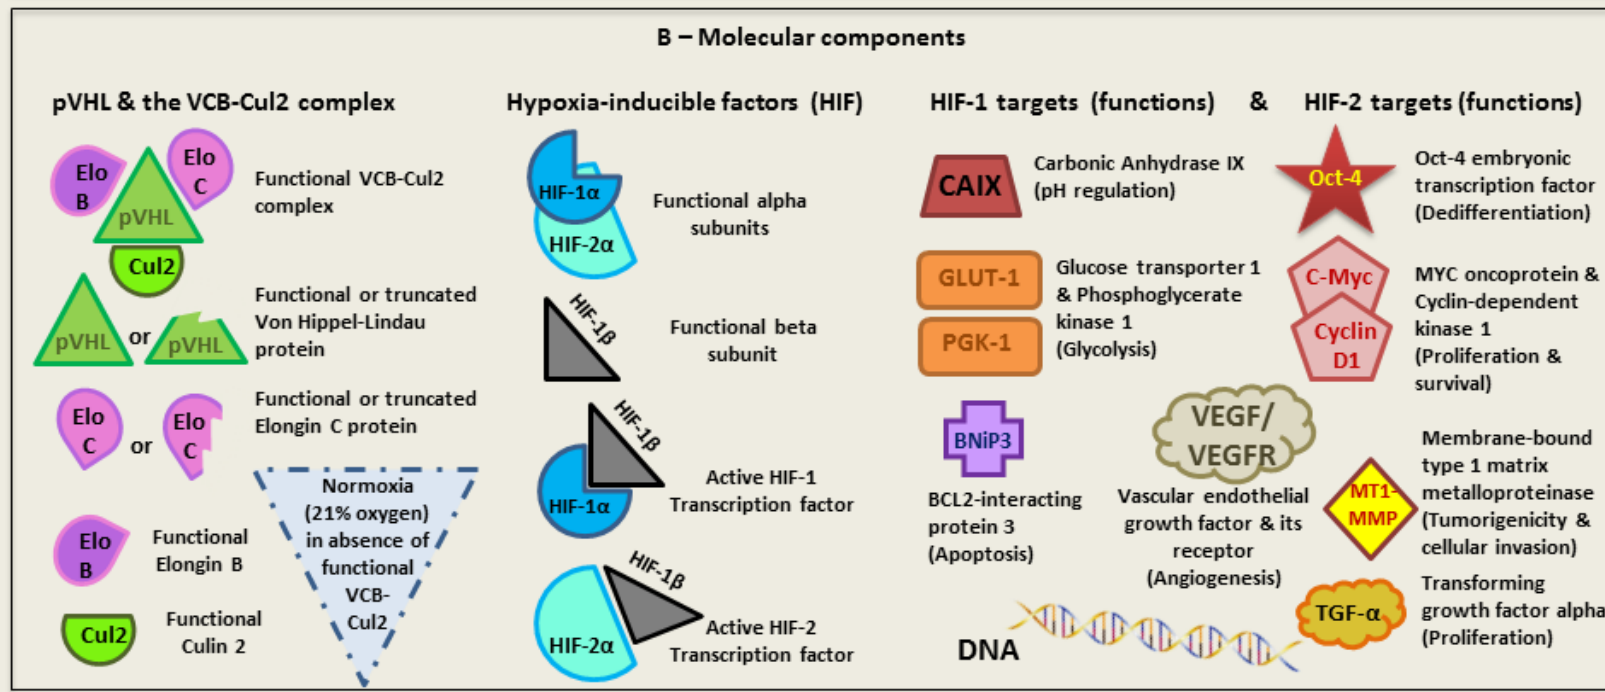 B – Molecular components
pVHL & the VCB-Cul2 complex
Elo
B
Elo
C
pVHL
Cul2
Functional VCB-Cul2
complex
pVHL
or
pVHL
Functional or truncated
Von Hippel-Lindau
protein
Elo
C
or
Elo
C
Functional or truncated
Elongin C protein
Elo
B
Functional
Elongin B
Cul2
Functional
Culin 2
Normoxia
(21% oxygen)
in absence of
functional
VCB-
Cul2
Hypoxia-inducible factors (HIF)
HIF-1α
HIF-2α
Functional alpha
subunits
HIF-1β
Functional beta
subunit
HIF-1β
HIF-1α
Active HIF-1
Transcription factor
HIF-1β
HIF-2α
Active HIF-2
Transcription factor
HIF-1 targets (functions) & HIF-2 targets (functions)
CAIX
Carbonic Anhydrase IX
(pH regulation)
GLUT-1
PGK-1
Glucose transporter 1
& Phosphoglycerate
kinase 1
(Glycolysis)
BNiP3
BCL2-interacting
protein 3
(Apoptosis)
VEGF/
VEGFR
Vascular endothelial
growth factor & its
receptor
(Angiogenesis)
DNA
Oct-4
Oct-4 embryonic
transcription factor
(Dedifferentiation)
C-Myc
Cyclin
D1
MYC oncoprotein &
Cyclin-dependent
kinase 1
(Proliferation &
survival)
MT1-
MMP
Membrane-bound
type 1 matrix
metalloproteinase
(Tumorigenicity &
cellular invasion)
TGF-α
Transforming
growth factor alpha
(Proliferation)